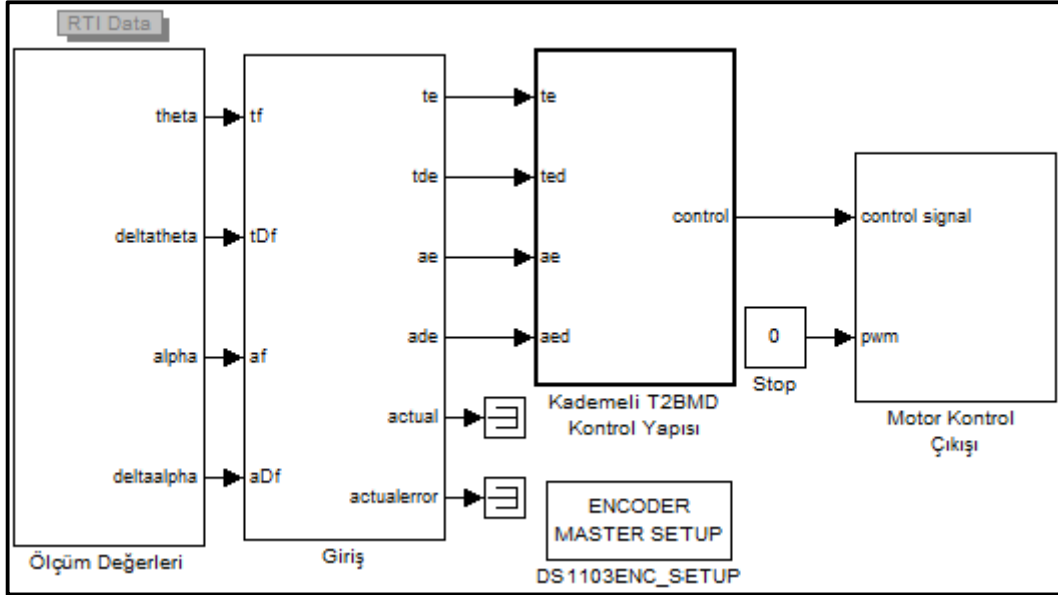 RTI Data
theta
deltatheta
alpha
deltaalpha
Ölçüm Değerleri
tf
tDf
af
aDf
te
tde
ae
ade
actual
actualerror
Giriş
te
ted
ae
aed
control
Kademeli T2BMD
Kontrol Yapısı
0
Stop
control signal
pwm
Motor Kontrol
Çıkışı
ENCODER
MASTER SETUP
DS1103ENC_SETUP